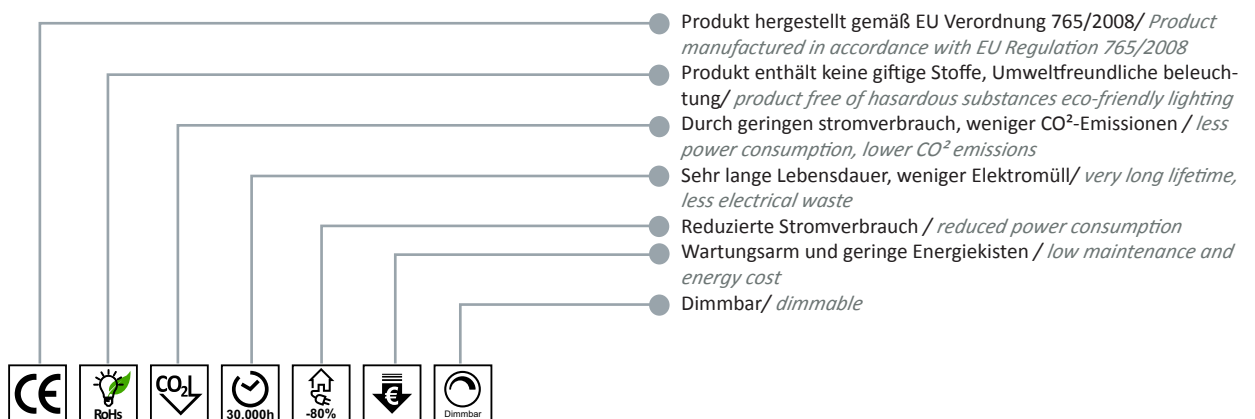 Produkt hergestellt gemäß EU Verordnung 765/2008/ Product
manufactured in accordance with EU Regulation 765/2008
Produkt enthält keine giftige Stoffe, Umweltfreundliche beleuch-
tung/ product free of hasardous substances eco-friendly lighting
Durch geringen stromverbrauch, weniger CO²-Emissionen / less
power consumption, lower CO² emissions
Sehr lange Lebensdauer, weniger Elektromüll/ very long lifetime,
less electrical waste
Reduzierte Stromverbrauch / reduced power consumption
Wartungsarm und geringe Energiekisten / low maintenance and
energy cost
Dimmbar/ dimmable
CE
RoHs
CO₂
30.000h
-80%
€
Dimmbar